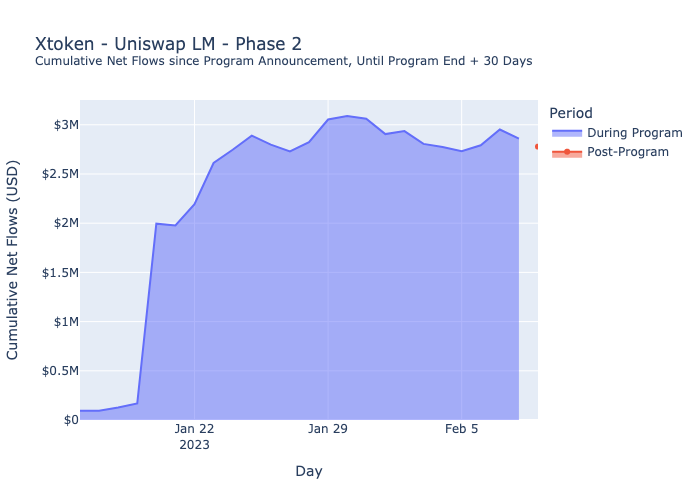 Xtoken - Uniswap LM - Phase 2
Cumulative Net Flows since Program Announcement, Until Program End + 30 Days
Period
During Program
Post-Program
Cumulative Net Flows (USD)
$3M
$2.5M
$2M
$1.5M
$1M
$0.5M
$0
Jan 22
2023
Jan 29
Feb 5
Day